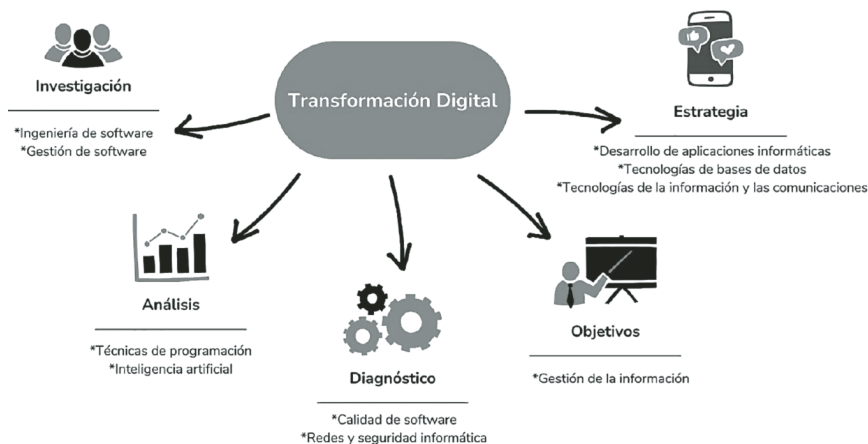 Transformación Digital
Investigación
*Ingeniería de software
*Gestión de software
Análisis
*Técnicas de programación
*Inteligencia artificial
Diagnóstico
*Calidad de software
*Redes y seguridad informática
Objetivos
*Gestión de la información
Estrategia
*Desarrollo de aplicaciones informáticas
*Tecnologías de bases de datos
*Tecnologías de la información y las comunicaciones